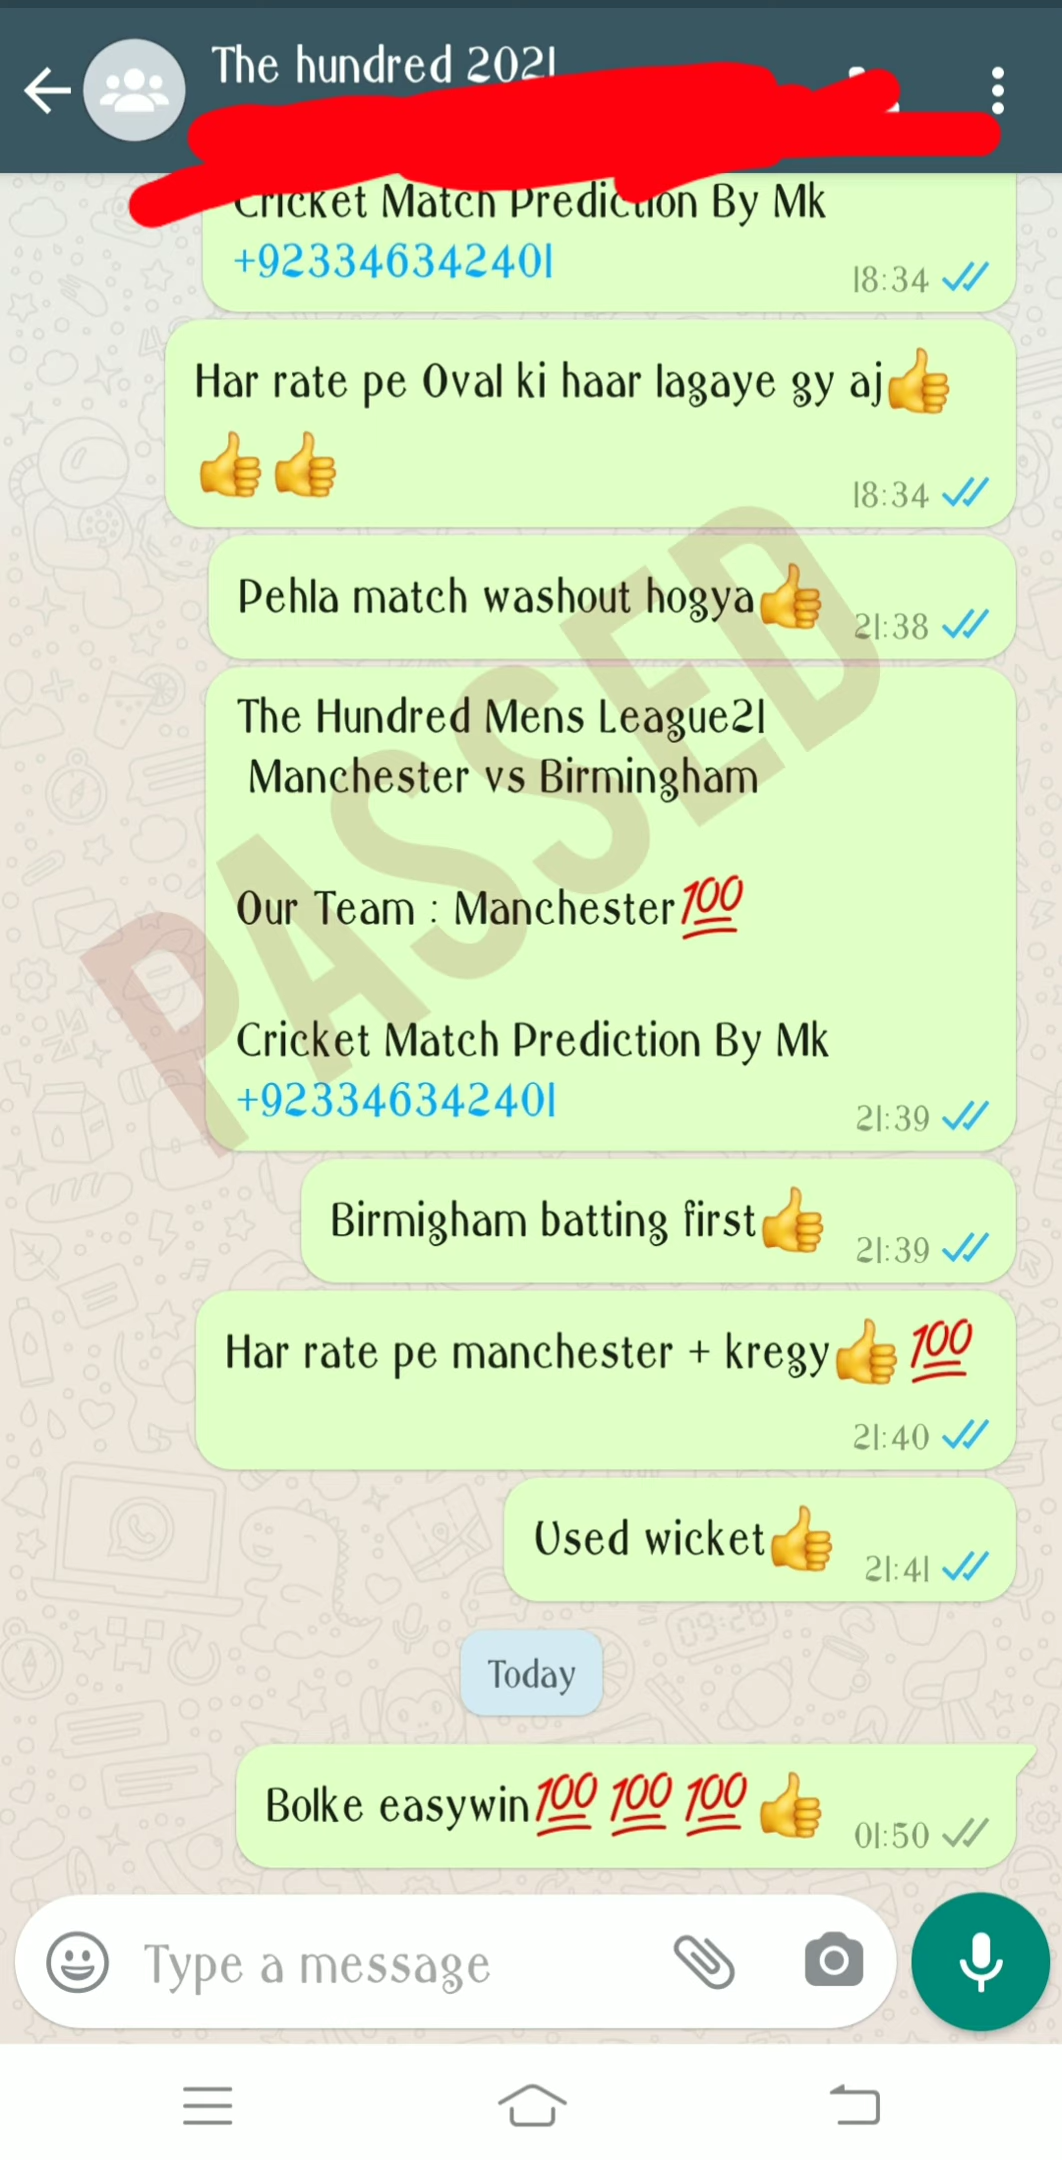 The hundred 2021
Cricket Match Prediction By Mk
+923346342401
18:34
Har rate pe Oval ki haar lagaye gy aj👍
👍👍
18:34
Pehla match washout hogya👍
21:38
The Hundred Mens League21
Manchester vs Birmingham
Our Team : Manchester💯
Cricket Match Prediction By Mk
+923346342401
21:39
Birmigham batting first👍
21:39
Har rate pe manchester + kregy👍💯
21:40
Used wicket👍
21:41
Today
Bolke easywin💯💯💯👍
01:50
Type a message
PASSED